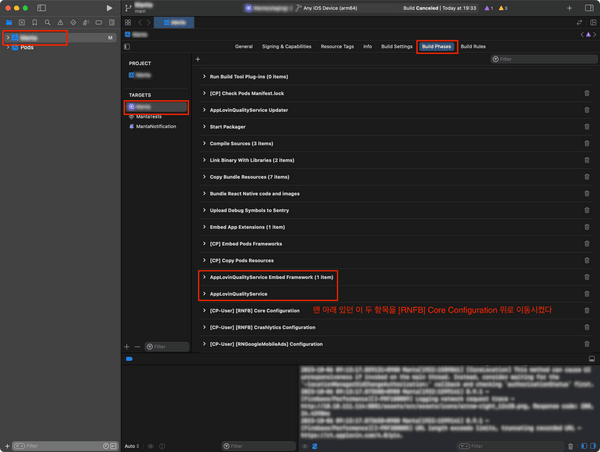 main
Any iOS Device (arm64)
Build Canceled | Today at 19:33
1
3
M
Pods
General
Signing & Capabilities
Resource Tags
Info
Build Settings
Build Phases
Build Rules
PROJECT
TARGETS
MantaTests
MantaNotification
Filter
Run Build Tool Plug-ins (0 items)
[CP] Check Pods Manifest.lock
AppLovinQualityService Updater
Start Packager
Compile Sources (3 items)
Link Binary With Libraries (2 items)
Copy Bundle Resources (7 items)
Bundle React Native code and images
Upload Debug Symbols to Sentry
Embed App Extensions (1 item)
[CP] Embed Pods Frameworks
[CP] Copy Pods Resources
AppLovinQualityService Embed Framework (1 item)
AppLovinQualityService
[CP-User] [RNFB] Core Configuration
맨 아래 있던 이 두 항목을 [RNFB] Core Configuration 위로 이동시켰다
[CP-User] [RNFB] Crashlytics Configuration
[CP-User] [RNGoogleMobileAds] Configuration
Filter
Filter
Auto
Filter
Filter